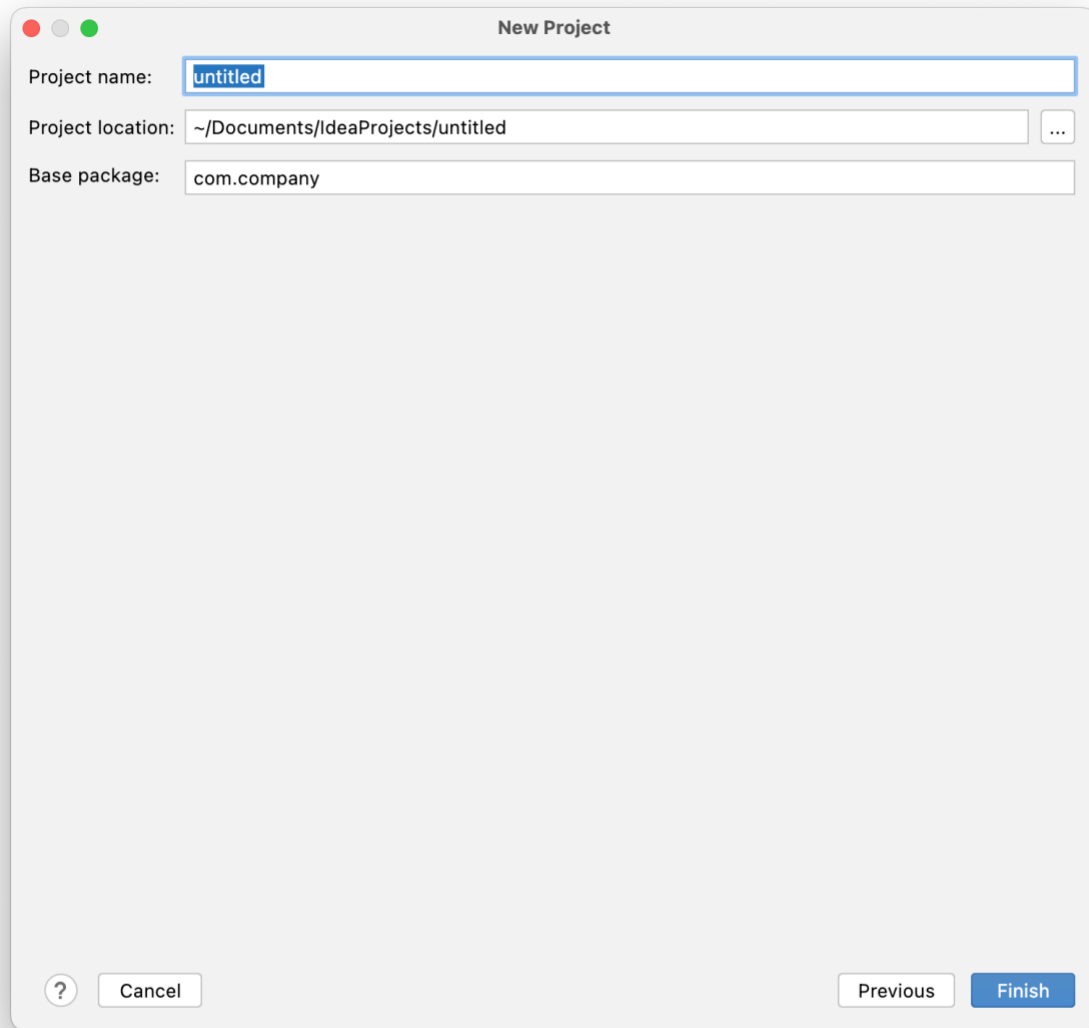 New Project
Project name: untitled
Project location: ~/Documents/IdeaProjects/untitled ...
Base package: com.company
? Cancel Previous Finish